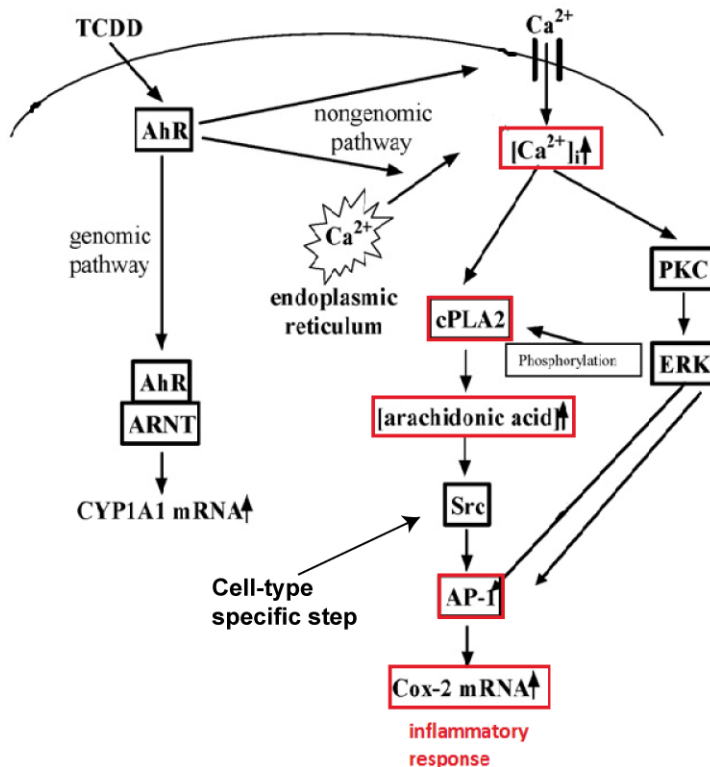 TCDD
Ca²⁺
AhR
nongenomic
pathway
[Ca²⁺]ᵢ
genomic
pathway
Ca²⁺
endoplasmic
reticulum
PKC
cPLA2
Phosphorylation
ERK
AhR
ARNT
[arachidonic acid]
CYP1A1 mRNA
Src
Cell-type
specific step
AP-1
Cox-2 mRNA
inflammatory
response